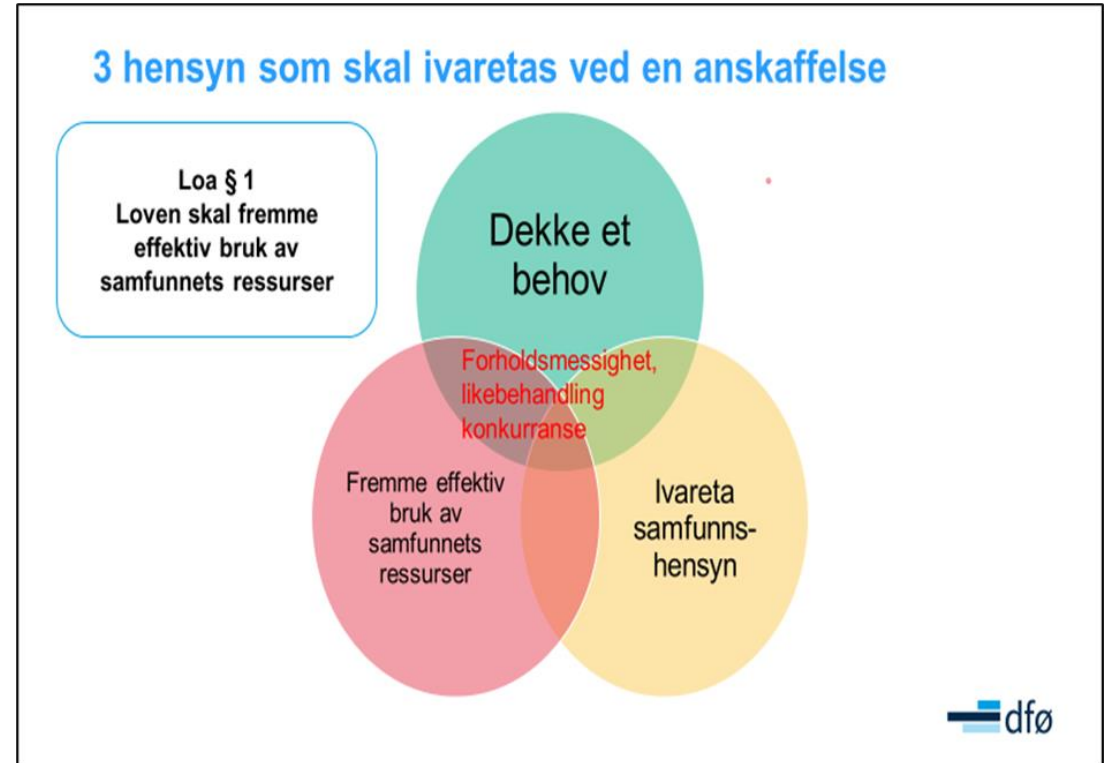 3 hensyn som skal ivaretas ved en anskaffelse
Loa § 1
Loven skal fremme
effektiv bruk av
samfunnets ressurser
Dekke et
behov
Forholdsmessighet,
likebehandling
konkurranse
Fremme effektiv
bruk av
samfunnets
ressurser
Ivareta
samfunns-
hensyn
dfø